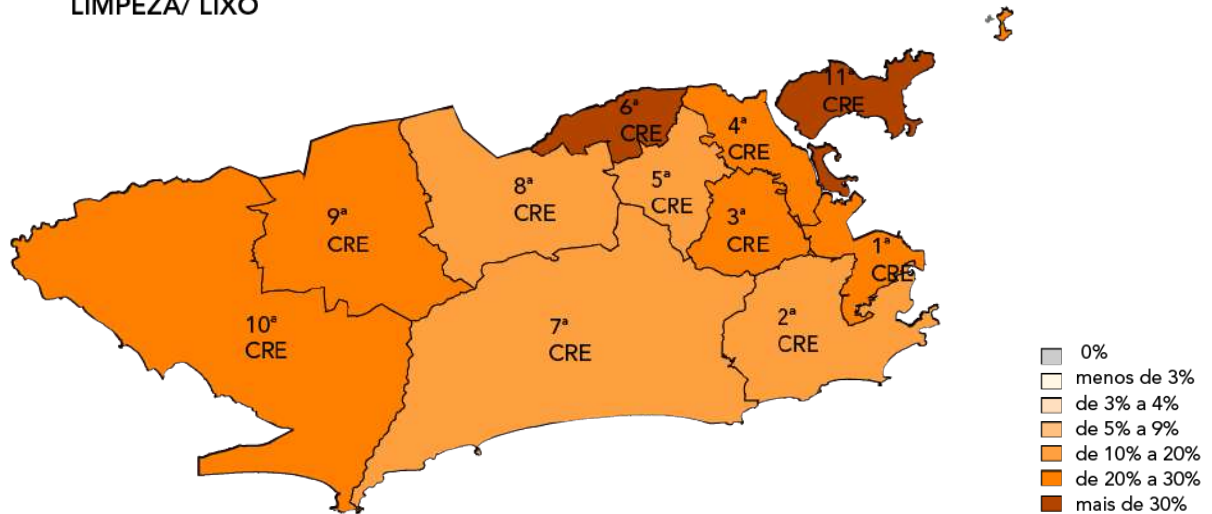 LIMPEZA/ LIXO
11ª
CRE
6ª
CRE
4ª
CRE
8ª
CRE
5ª
CRE
9ª
CRE
3ª
CRE
1ª
CRE
10ª
CRE
7ª
CRE
2ª
CRE
0%
menos de 3%
de 3% a 4%
de 5% a 9%
de 10% a 20%
de 20% a 30%
mais de 30%